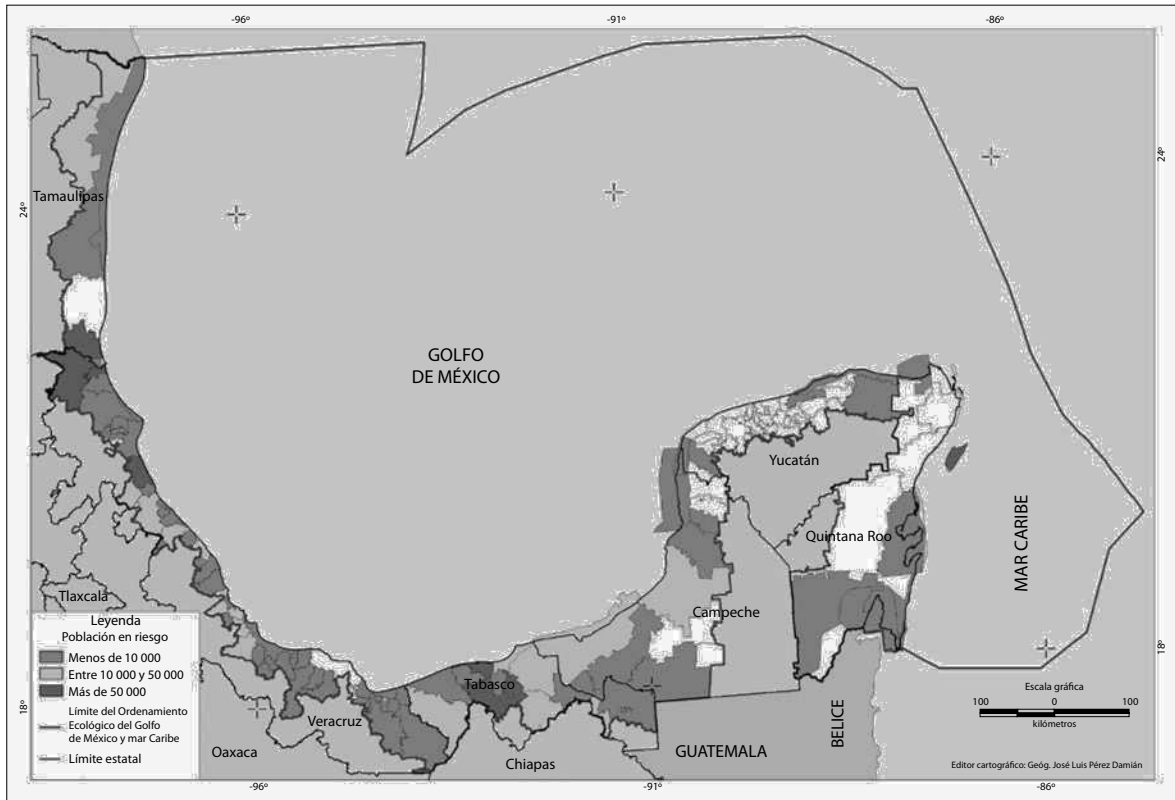 -96°
-91°
-86°
24°
24°
Tamaulipas
GOLFO
DE MÉXICO
Yucatán
Quintana Roo
MAR CARIBE
Tlaxcala
Campeche
Leyenda
Población en riesgo
Menos de 10 000
Entre 10 000 y 50 000
Más de 50 000
Límite del Ordenamiento
Ecológico del Golfo
de México y mar Caribe
Límite estatal
18°
18°
Tabasco
Veracruz
Oaxaca
Chiapas
GUATEMALA
BELICE
Escala gráfica
100 0 100
kilómetros
Editor cartográfico: Geóg. José Luis Pérez Damián
-96°
-91°
-86°